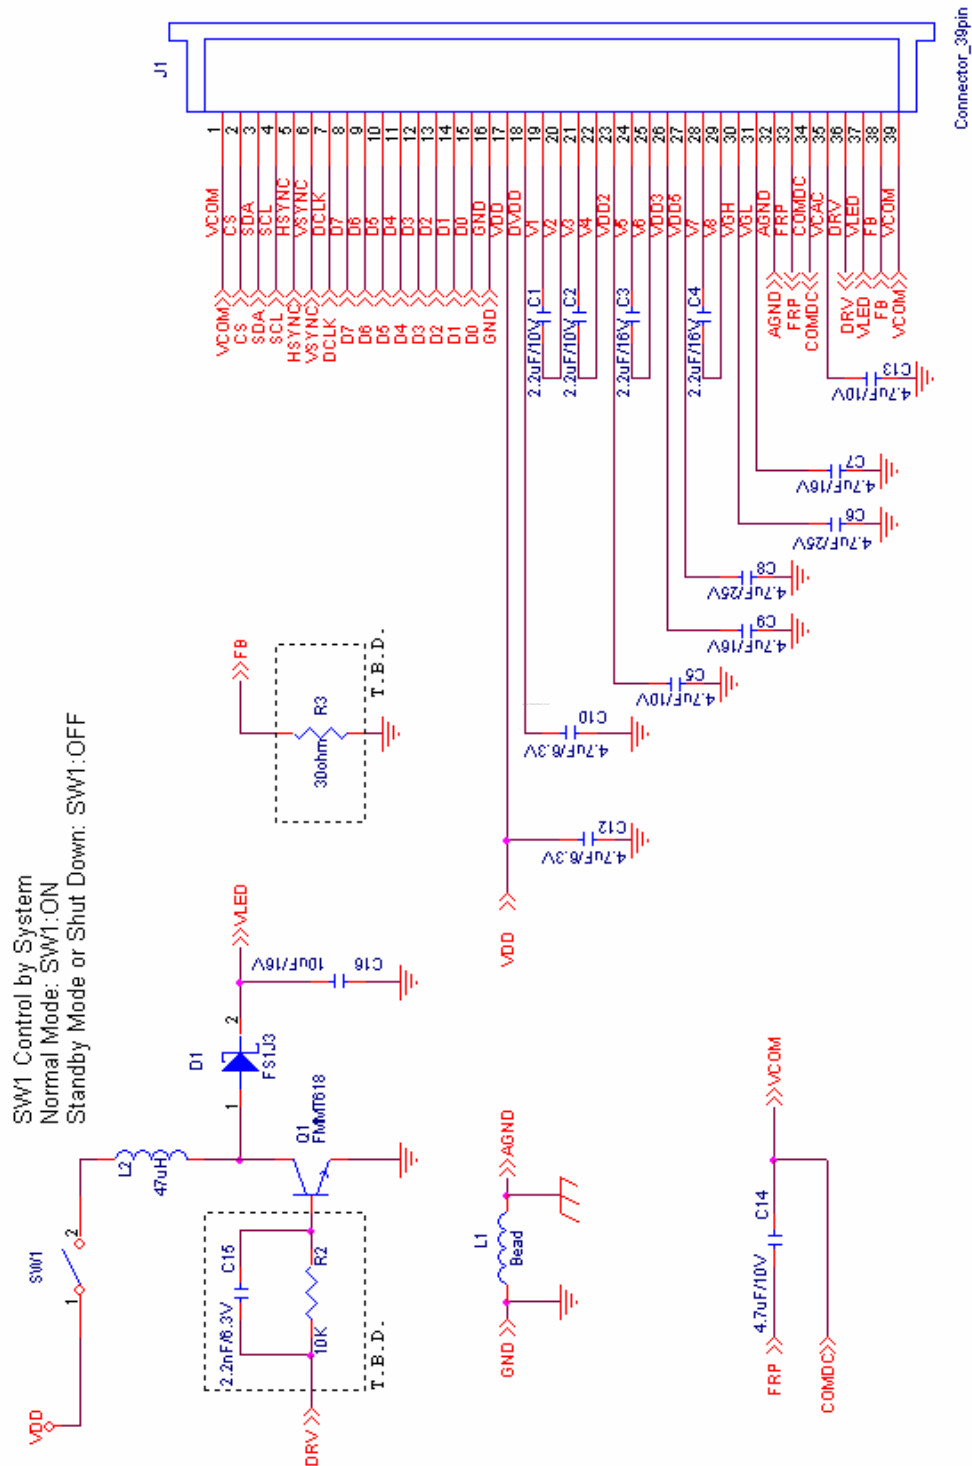 SW1 Control by System
Normal Mode: SW1:ON
Standby Mode or Shut Down: SW1:OFF
J1
Connector_39pin
1
2
3
4
5
6
7
8
9
10
11
12
13
14
15
16
17
18
19
20
21
22
23
24
25
26
27
28
29
30
31
32
33
34
35
36
37
38
39
VCOM
CS
SDA
SCL
HSYNC
VSYNC
DCLK
D7
D6
D5
D4
D3
D2
D1
D0
GND
VDD
DVDD
V1
V2
V3
V4
VDD2
V5
V6
VDD3
VDD5
V7
V8
VGH
VGL
AGND
FRP
COMDC
VCAC
DRV
VLED
FB
VCOM
VCOM
CS
SDA
SCL
HSYNC
VSYNC
DCLK
D7
D6
D5
D4
D3
D2
D1
D0
GND
2.2uF/10V C1
2.2uF/10V C2
2.2uF/16V C3
2.2uF/16V C4
AGND
FRP
COMDC
DRV
VLED
FB
VCOM
C13
4.7uF/10V
C7
4.7uF/16V
C6
4.7uF/25V
C8
4.7uF/25V
C9
4.7uF/16V
C5
4.7uF/10V
C10
4.7uF/6.3V
C12
4.7uF/6.3V
VDD
FB
R3
30ohm
T.B.D.
VLED
10uF/16V
C16
D1
1
2
FS1J3
Q1
FMMT618
L2
47uH
SW1
1
2
VDD
C15
2.2nF/6.3V
R2
10K
T.B.D.
DRV
L1
Bead
GND
AGND
VCOM
C14
4.7uF/10V
FRP
COMDC